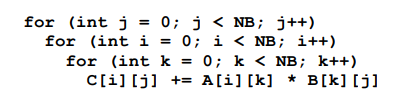 for (int j = 0; j < NB; j++)
for (int i = 0; i < NB; i++)
for (int k = 0; k < NB; k++)
C[i][j] += A[i][k] * B[k][j]